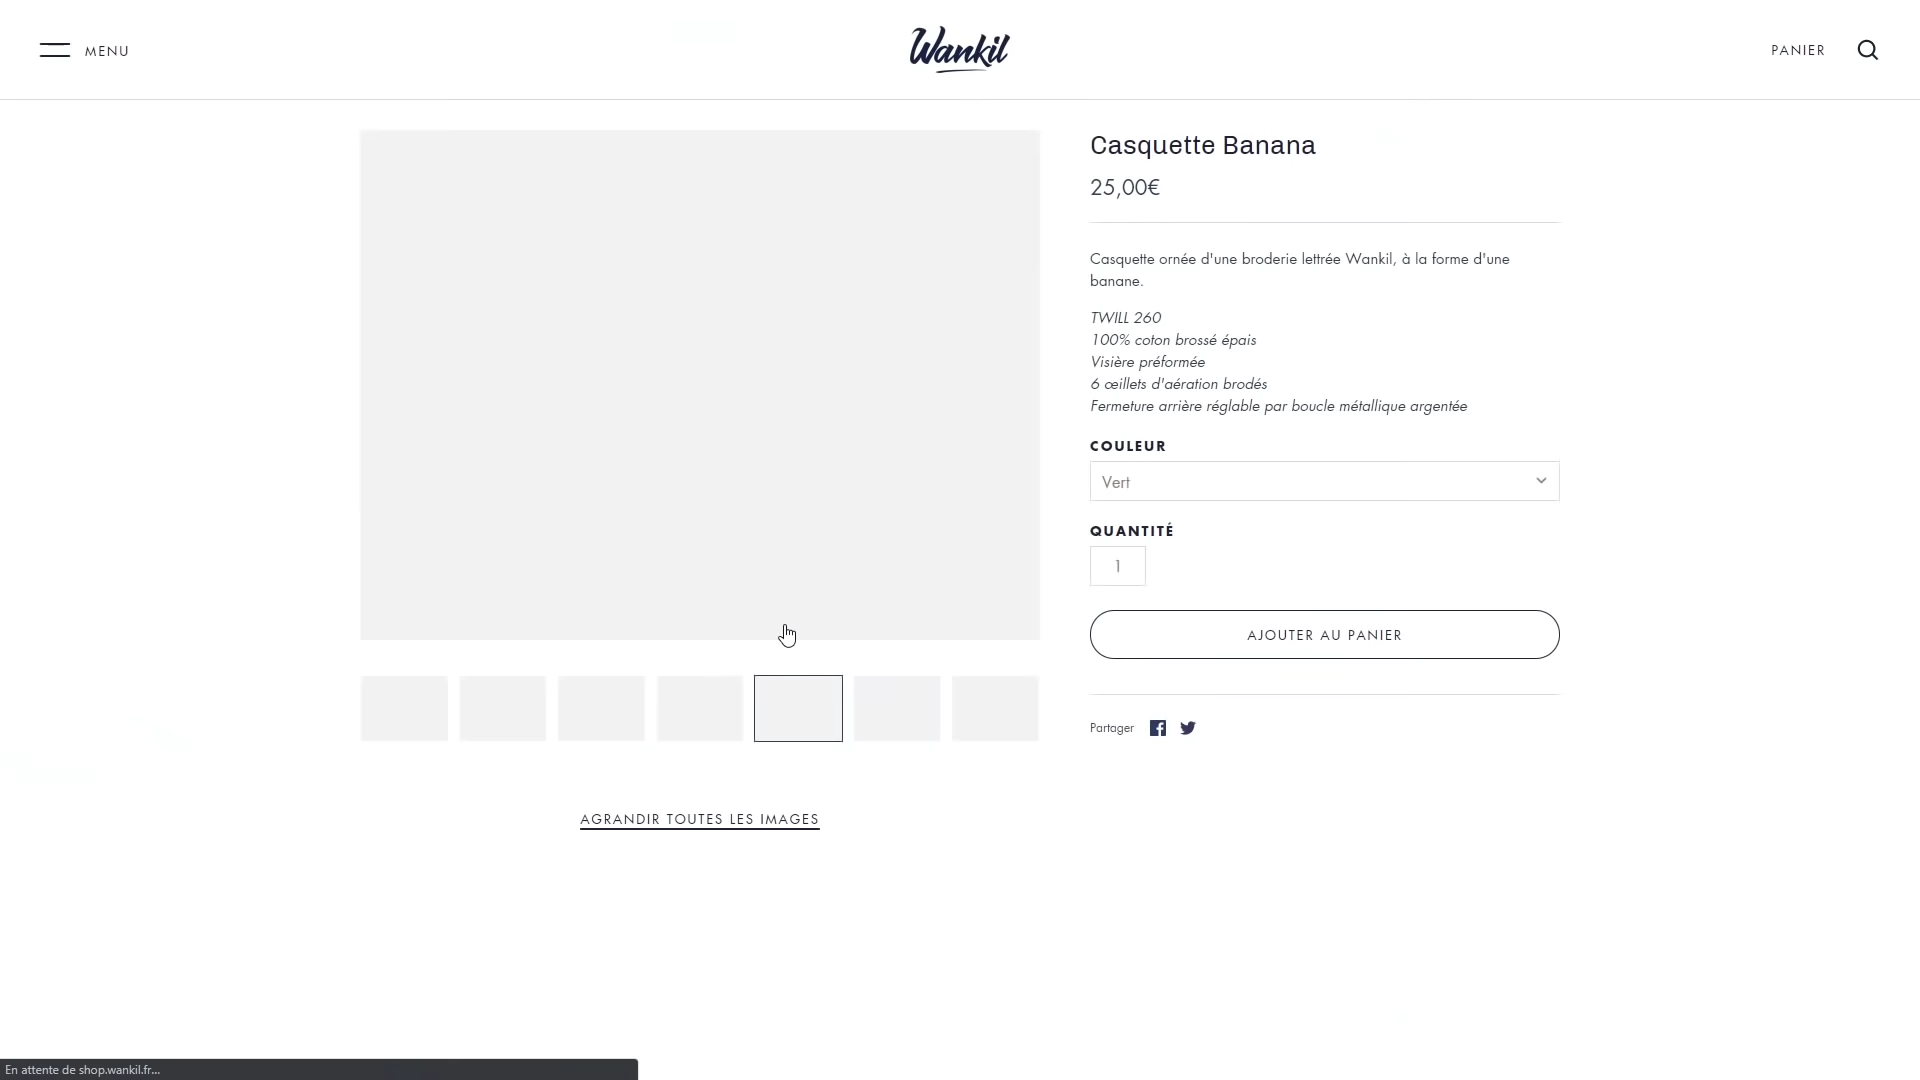 MENU
Wankil
PANIER
Casquette Banana
25,00€
Casquette ornée d'une broderie lettrée Wankil, à la forme d'une
banane.
TWILL 260
100% coton brossé épais
Visière préformée
6 œillets d'aération brodés
Fermeture arrière réglable par boucle métallique argentée
COULEUR
Vert
QUANTITÉ
1
AJOUTER AU PANIER
Partager
AGRANDIR TOUTES LES IMAGES
En attente de shop.wankil.fr...